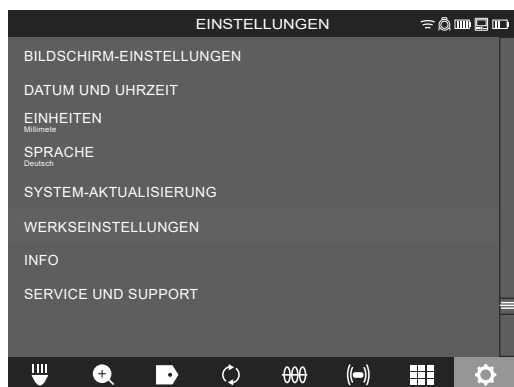 EINSTELLUNGEN
BILDSCHIRM-EINSTELLUNGEN
DATUM UND UHRZEIT
EINHEITEN
Millimete
SPRACHE
Deutsch
SYSTEM-AKTUALISIERUNG
WERKSEINSTELLUNGEN
INFO
SERVICE UND SUPPORT